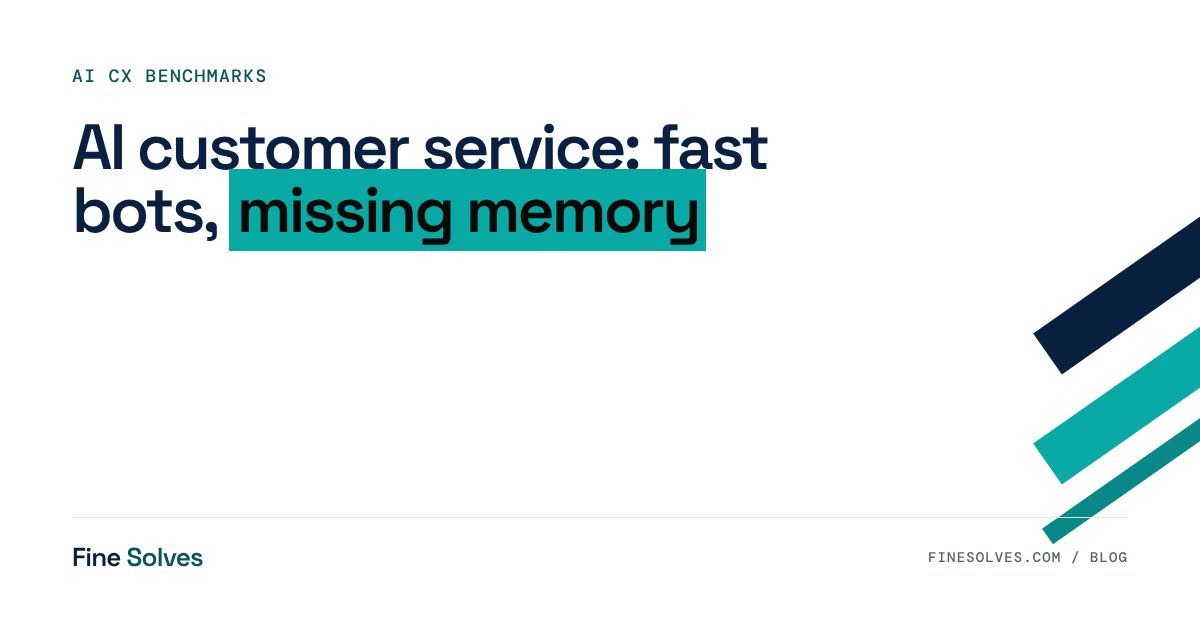 AI CX BENCHMARKS
AI customer service: fast
bots, missing memory
Fine Solves
FINESOLVES.COM / BLOG